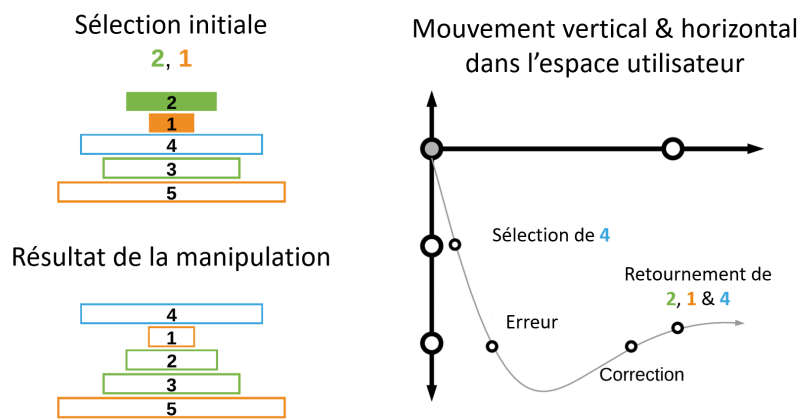 Sélection initiale
2, 1
2
1
4
3
5
Résultat de la manipulation
4
1
2
3
5
Mouvement vertical & horizontal
dans l’espace utilisateur
Sélection de 4
Retournement de
2, 1 & 4
Erreur
Correction